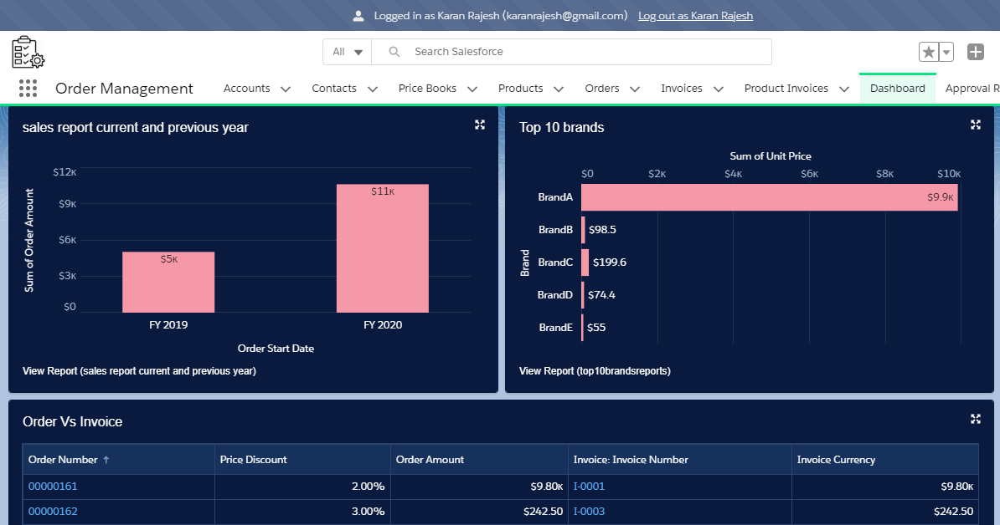 Logged in as Karan Rajesh (karanrajesh@gmail.com) Log out as Karan Rajesh
All Search Salesforce
Order Management Accounts Contacts Price Books Products Orders Invoices Product Invoices Dashboard Approval R
sales report current and previous year
Sum of Order Amount
$12K
$9K
$6K
$3K
$0
$5K
$11K
FY 2019 FY 2020
Order Start Date
View Report (sales report current and previous year)
Top 10 brands
Sum of Unit Price
$0 $2K $4K $6K $8K $10K
Brand
BrandA $9.9K
BrandB $98.5
BrandC $199.6
BrandD $74.4
BrandE $55
View Report (top10brandsreports)
Order Vs Invoice
Order Number ↑ Price Discount Order Amount Invoice: Invoice Number Invoice Currency
00000161 2.00% $9.80K I-0001 $9.80K
00000162 3.00% $242.50 I-0003 $242.50